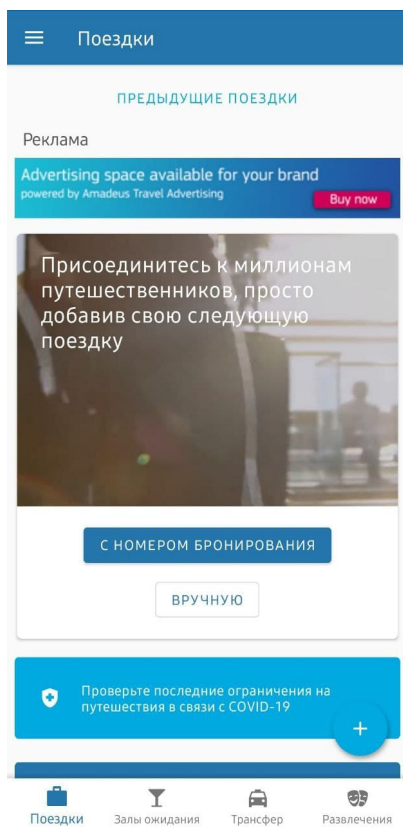 Поездки
ПРЕДЫДУЩИЕ ПОЕЗДКИ
Реклама
Advertising space available for your brand
powered by Amadeus Travel Advertising
Buy now
Присоединитесь к миллионам
путешественников, просто
добавив свою следующую
поездку
С НОМЕРОМ БРОНИРОВАНИЯ
ВРУЧНУЮ
Проверьте последние ограничения на
путешествия в связи с COVID-19
+
Поездки Залы ожидания Трансфер Развлечения